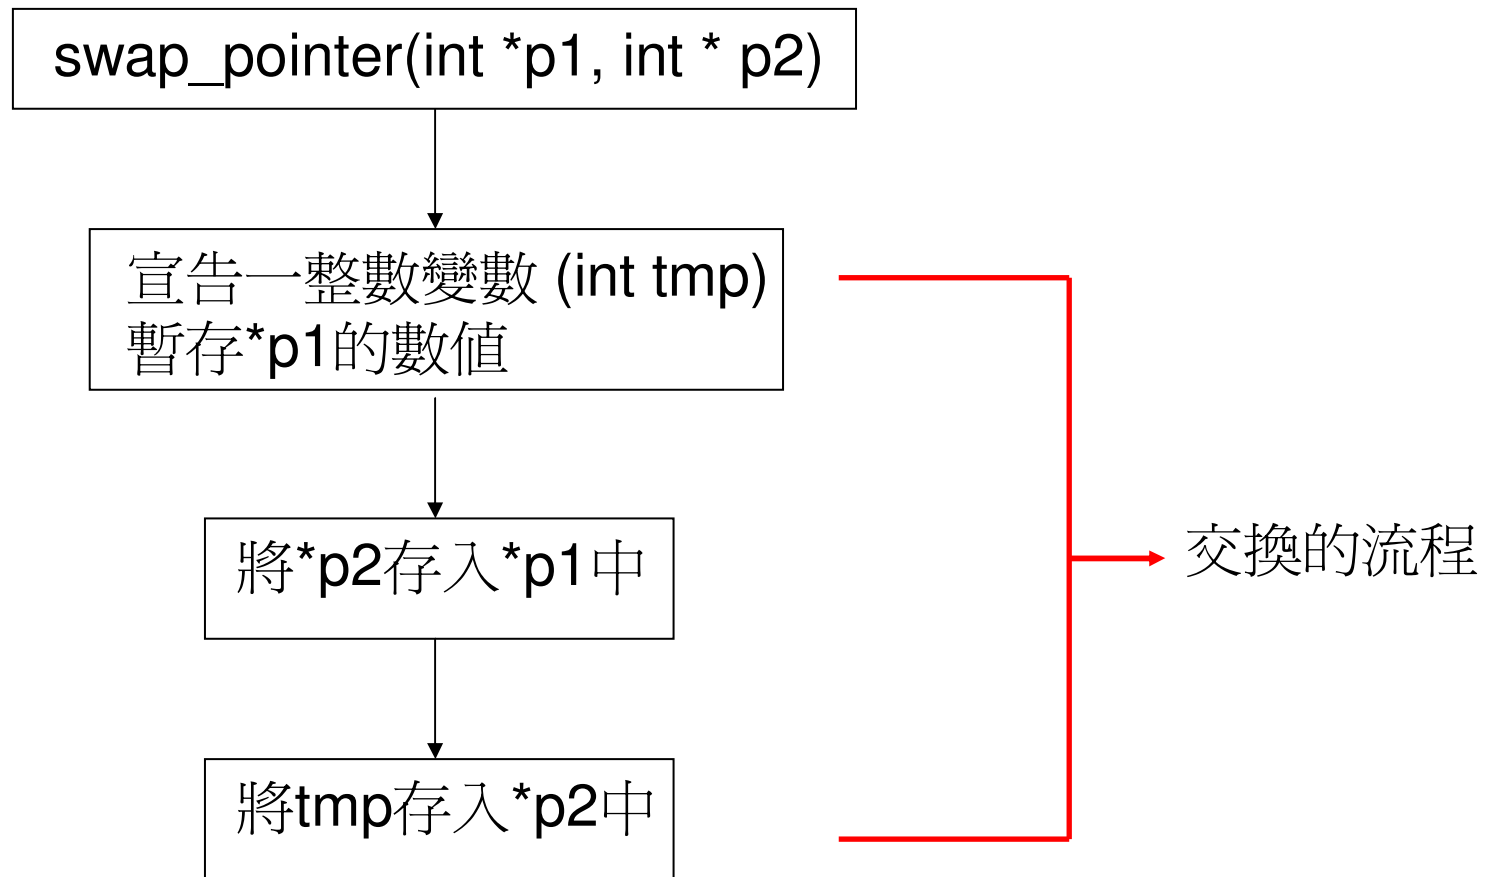 swap_pointer(int *p1, int * p2)
宣告一整數變數 (int tmp)
暫存*p1的數值
將*p2存入*p1中
交換的流程
將tmp存入*p2中